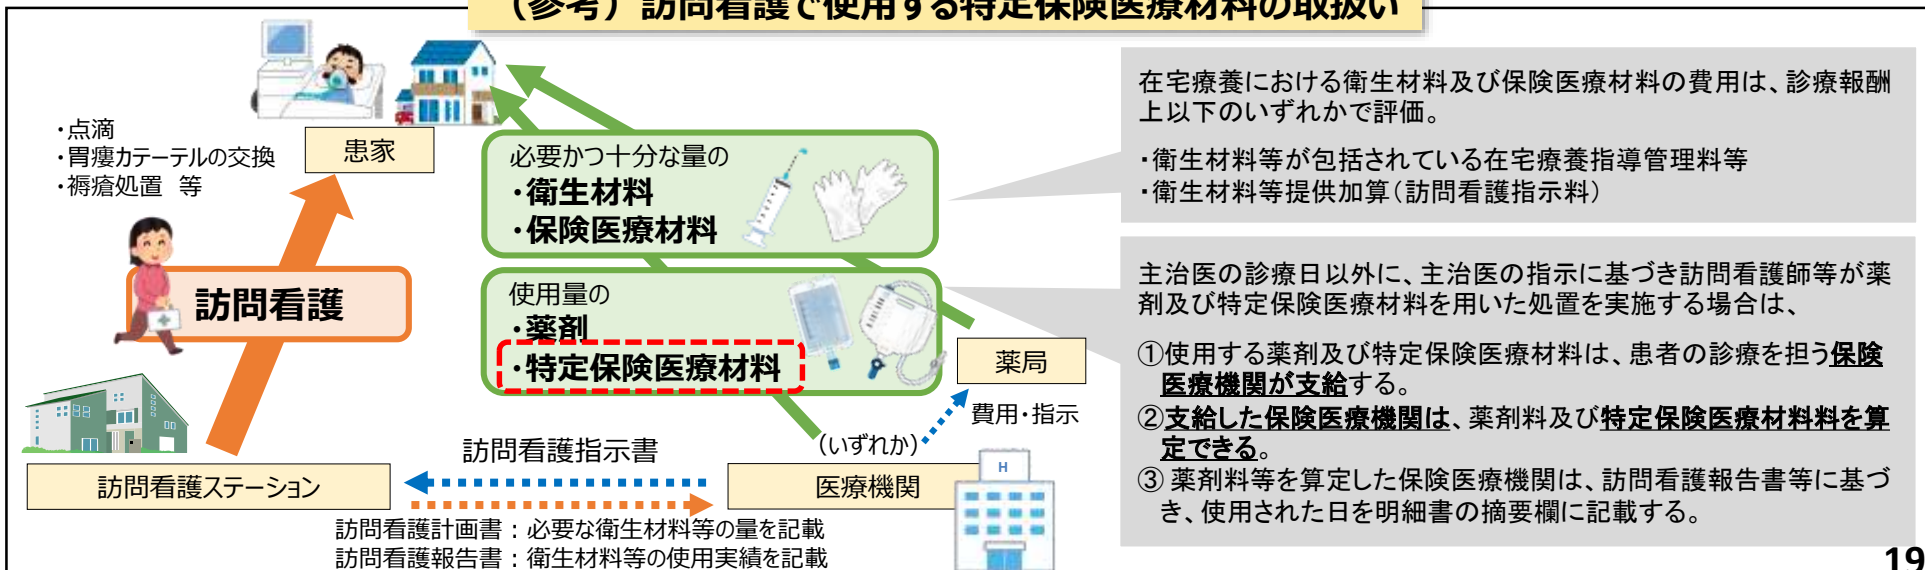 （参考）訪問看護で使用する特定保険医療材料の取扱い
・点滴
・胃瘻カテーテルの交換
・褥瘡処置　等
患家
訪問看護
訪問看護ステーション
必要かつ十分な量の
・衛生材料
・保険医療材料
使用量の
・薬剤
・特定保険医療材料
薬局
費用・指示
（いずれか）
訪問看護指示書
医療機関
H
訪問看護計画書：必要な衛生材料等の量を記載
訪問看護報告書：衛生材料等の使用実績を記載
在宅療養における衛生材料及び保険医療材料の費用は、診療報酬
上以下のいずれかで評価。
・衛生材料等が包括されている在宅療養指導管理料等
・衛生材料等提供加算（訪問看護指示料）
主治医の診療日以外に、主治医の指示に基づき訪問看護師等が薬
剤及び特定保険医療材料を用いた処置を実施する場合は、
①使用する薬剤及び特定保険医療材料は、患者の診療を担う保険
医療機関が支給する。
②支給した保険医療機関は、薬剤料及び特定保険医療材料料を算
定できる。
③ 薬剤料等を算定した保険医療機関は、訪問看護報告書等に基づ
き、使用された日を明細書の摘要欄に記載する。
19